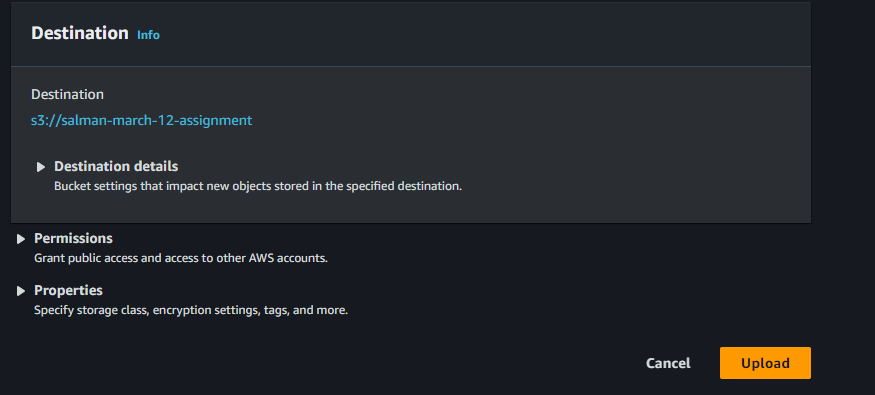 Destination Info
Destination
s3://salman-march-12-assignment
Destination details
Bucket settings that impact new objects stored in the specified destination.
Permissions
Grant public access and access to other AWS accounts.
Properties
Specify storage class, encryption settings, tags, and more.
Cancel Upload